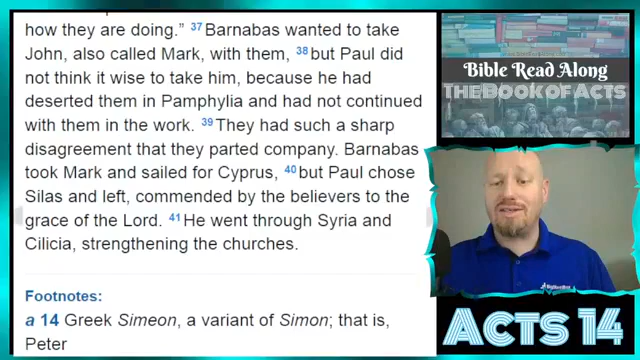 how they are doing.” 37 Barnabas wanted to take
John, also called Mark, with them, 38 but Paul did
not think it wise to take him, because he had
deserted them in Pamphylia and had not continued
with them in the work. 39 They had such a sharp
disagreement that they parted company. Barnabas
took Mark and sailed for Cyprus, 40 but Paul chose
Silas and left, commended by the believers to the
grace of the Lord. 41 He went through Syria and
Cilicia, strengthening the churches.
Footnotes:
a 14 Greek Simeon, a variant of Simon; that is,
Peter
Bible Read Along
The Book of Acts
Acts 14